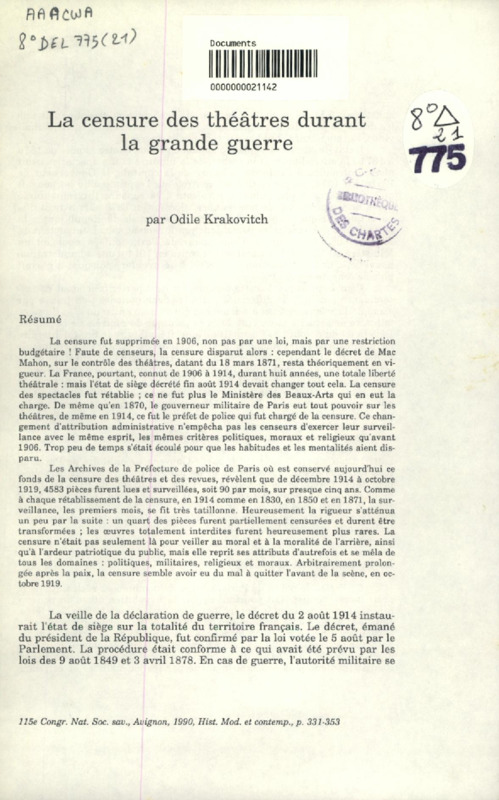 AAACWA
8° DEL 775 (21)
Documents
0000000021142
8° Δ
21
775
BIBLIOTHÈQUE
DES CHARTES
La censure des théâtres durant
la grande guerre
par Odile Krakovitch
Résumé
La censure fut supprimée en 1906, non pas par une loi, mais par une restriction
budgétaire ! Faute de censeurs, la censure disparut alors : cependant le décret de Mac
Mahon, sur le contrôle des théâtres, datant du 18 mars 1871, resta théoriquement en vi-
gueur. La France, pourtant, connut de 1906 à 1914, durant huit années, une totale liberté
théâtrale : mais l'état de siège décrété fin août 1914 devait changer tout cela. La censure
des spectacles fut rétablie ; ce ne fut plus le Ministère des Beaux-Arts qui en eut la
charge. De même qu'en 1870, le gouverneur militaire de Paris eut tout pouvoir sur les
théâtres, de même en 1914, ce fut le préfet de police qui fut chargé de la censure. Ce chan-
gement d'attribution administrative n'empêcha pas les censeurs d'exercer leur surveil-
lance avec le même esprit, les mêmes critères politiques, moraux et religieux qu'avant
1906. Trop peu de temps s'était écoulé pour que les habitudes et les mentalités aient dis-
paru.
Les Archives de la Préfecture de police de Paris où est conservé aujourd'hui ce
fonds de la censure des théâtres et des revues, révèlent que de décembre 1914 à octobre
1919, 4583 pièces furent lues et surveillées, soit 90 par mois, sur presque cinq ans. Comme
à chaque rétablissement de la censure, en 1914 comme en 1830, en 1850 et en 1871, la sur-
veillance, les premiers mois, se fit très tatillonne. Heureusement la rigueur s'atténua
un peu par la suite : un quart des pièces furent partiellement censurées et durent être
transformées ; les œuvres totalement interdites furent heureusement plus rares. La
censure n'était pas seulement là pour veiller au moral et à la moralité de l'arrière, ainsi
qu'à l'ardeur patriotique du public, mais elle reprit ses attributs d'autrefois et se mêla de
tous les domaines : politiques, militaires, religieux et moraux. Arbitrairement prolon-
gée après la paix, la censure semble avoir eu du mal à quitter l'avant de la scène, en oc-
tobre 1919.
La veille de la déclaration de guerre, le décret du 2 août 1914 instau-
rait l'état de siège sur la totalité du territoire français. Le décret, émané
du président de la République, fut confirmé par la loi votée le 5 août par le
Parlement. La procédure était conforme à ce qui avait été prévu par les
lois des 9 août 1849 et 3 avril 1878. En cas de guerre, l'autorité militaire se
115e Congr. Nat. Soc. sav., Avignon, 1990, Hist. Mod. et contemp., p. 331-353